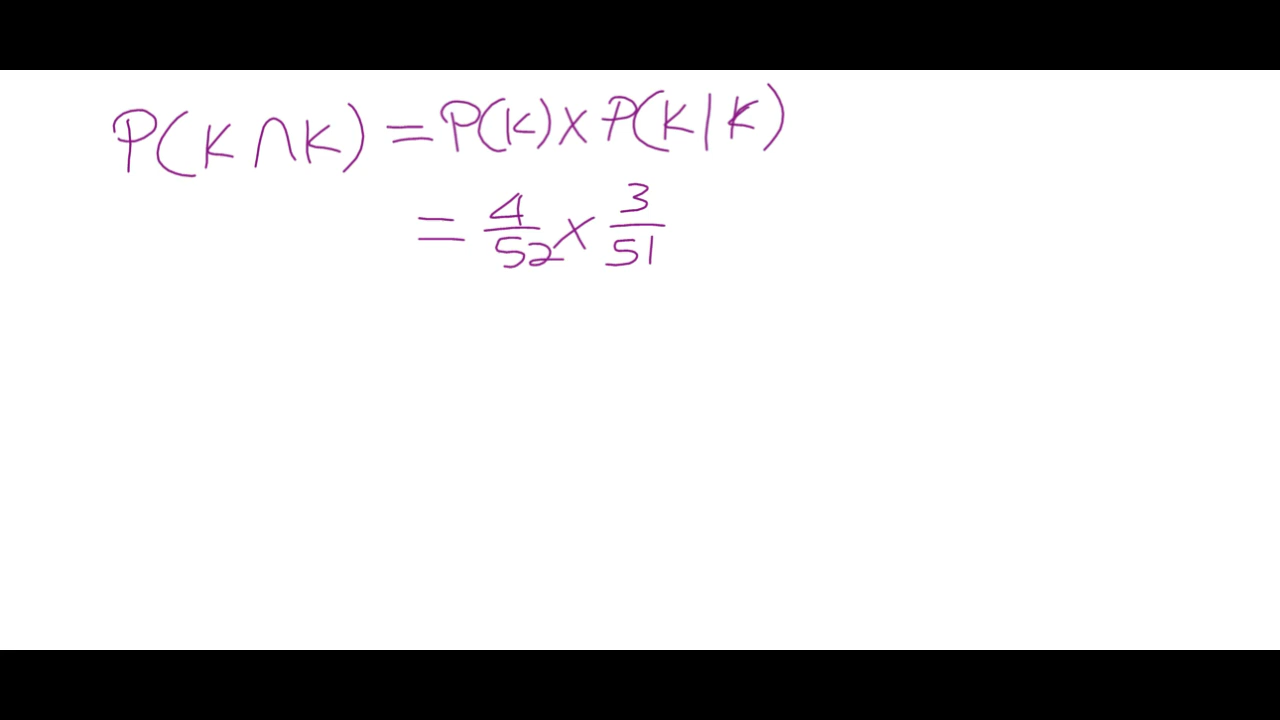 P(K∩K) = P(K) x P(K|K)
= 4/52 x 3/51